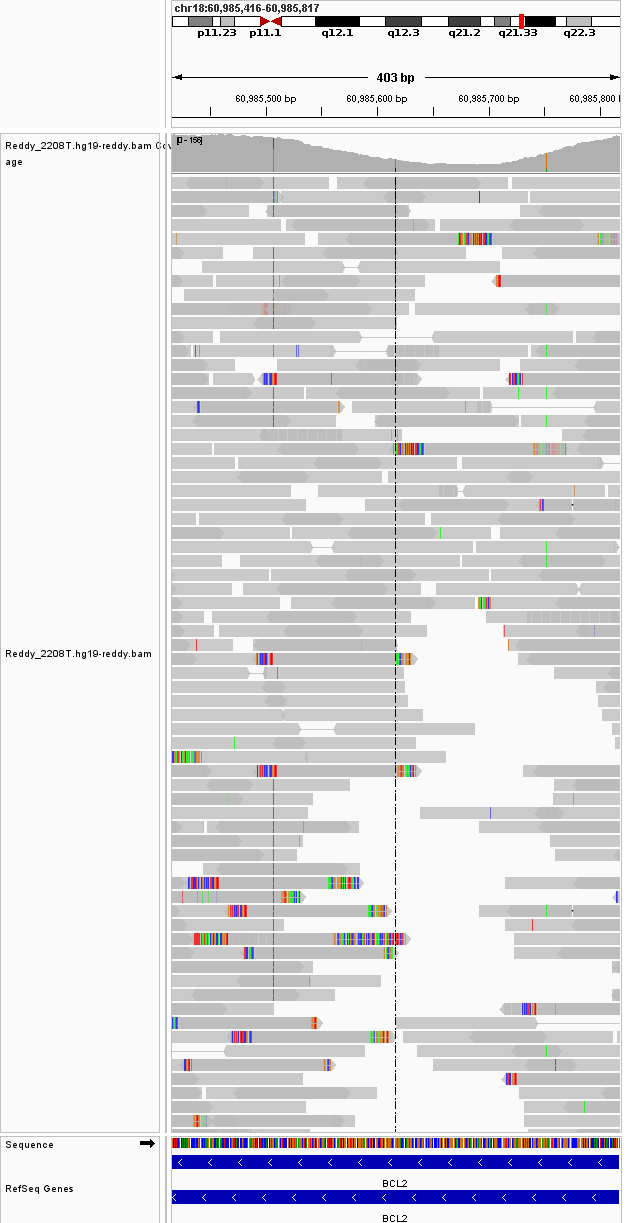 chr18:60,985,416-60,985,817
p11.23 p11.1 q12.1 q12.3 q21.2 q21.33 q22.3
403 bp
60,985,500 bp 60,985,600 bp 60,985,700 bp 60,985,800 b
Reddy_2208T.hg19-reddy.bam Cov
age
[0 - 156]
Reddy_2208T.hg19-reddy.bam
Sequence
BCL2
RefSeq Genes
BCL2